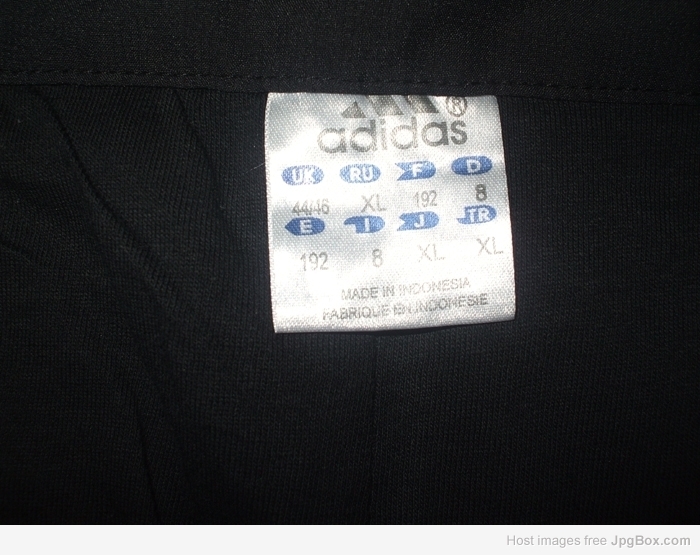 adidas ®
UK RU F D
44/46 XL 192 8
E I J TR
192 8 XL XL
MADE IN INDONESIA
FABRIQUE EN INDONESIE
Host images free JpgBox.com